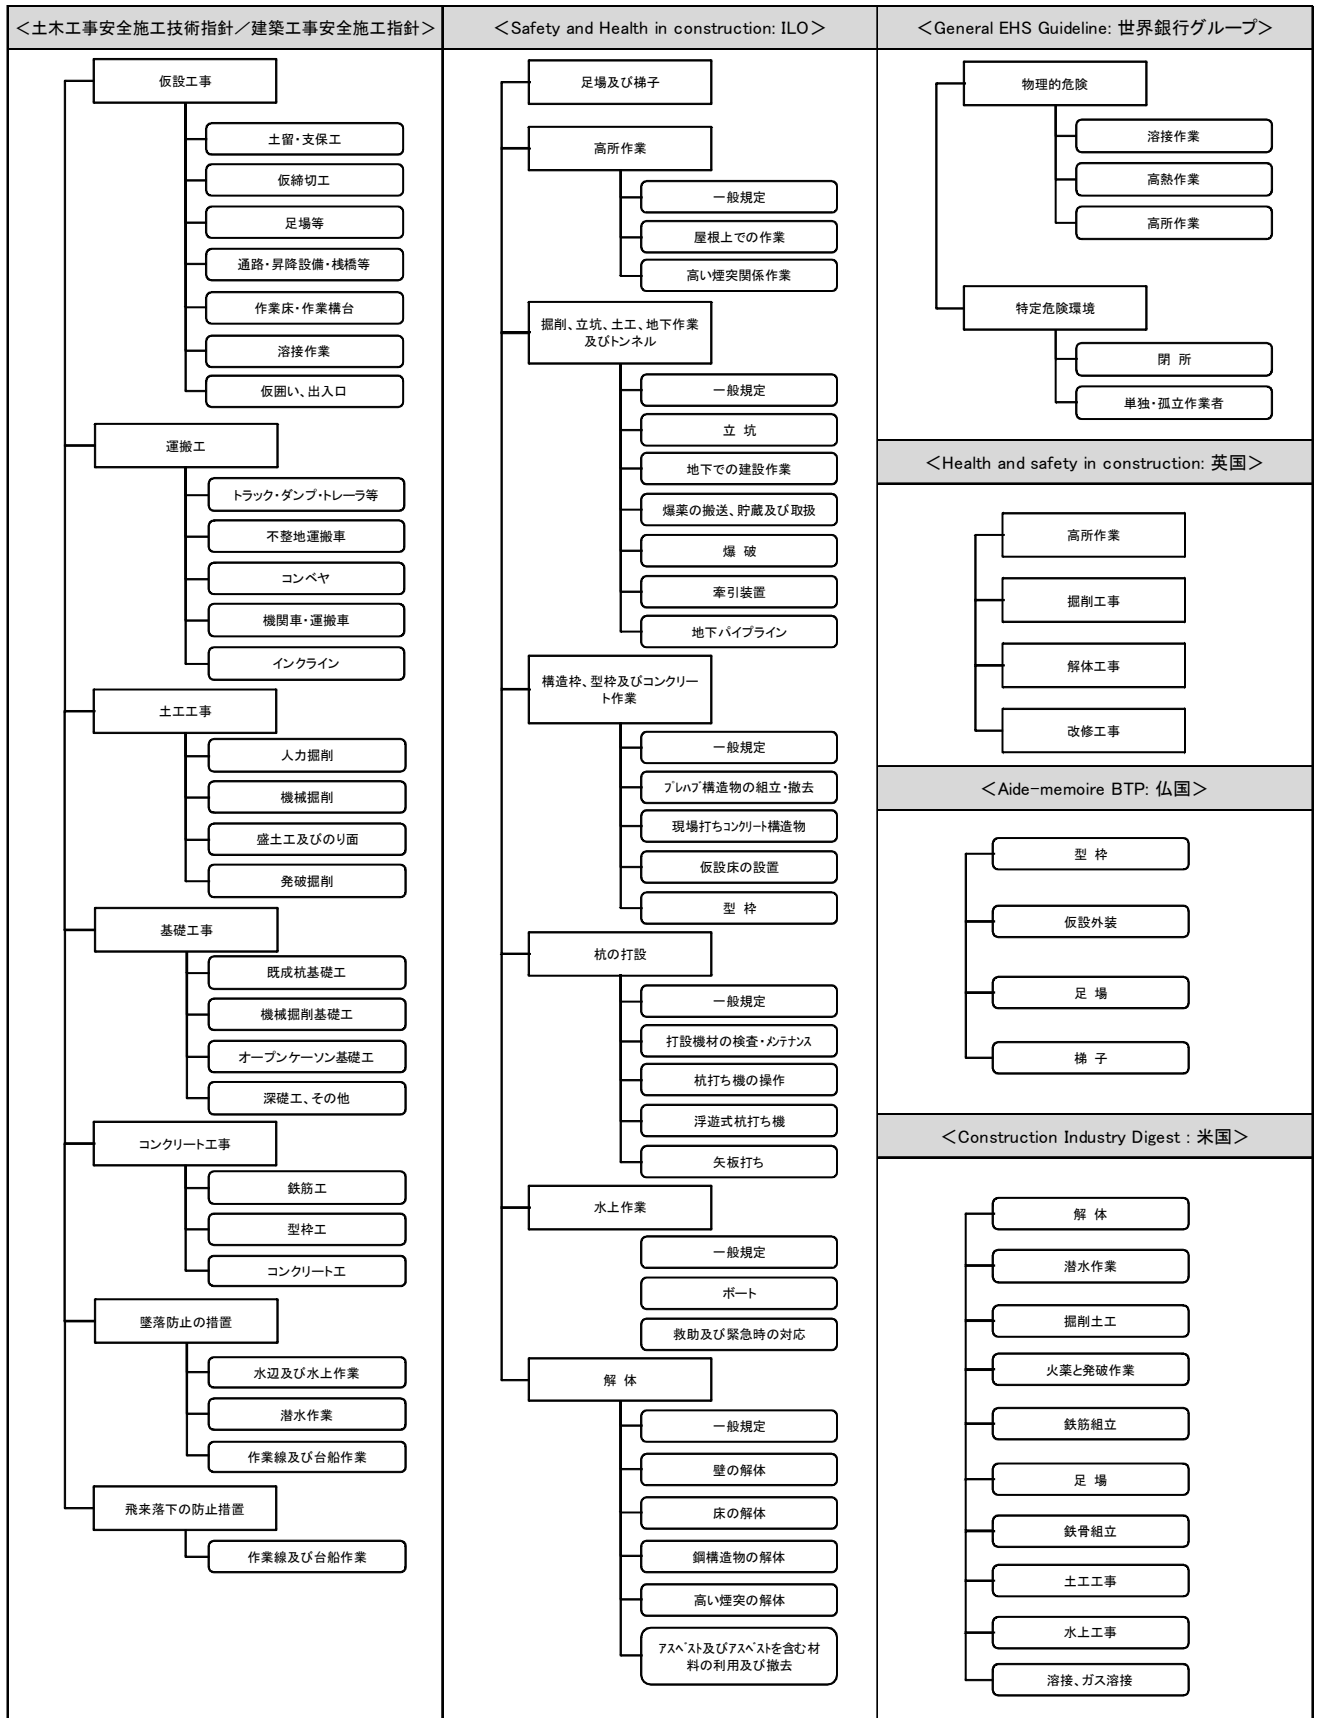 ＜土木工事安全施工技術指針／建築工事安全施工指針＞
仮設工事
土留・支保工
仮締切工
足場等
通路・昇降設備・桟橋等
作業床・作業構台
溶接作業
仮囲い、出入口
運搬工
トラック・ダンプ・トレーラ等
不整地運搬車
コンベヤ
機関車・運搬車
インクライン
土工工事
人力掘削
機械掘削
盛土工及びのり面
発破掘削
基礎工事
既成杭基礎工
機械掘削基礎工
オープンケーソン基礎工
深礎工、その他
コンクリート工事
鉄筋工
型枠工
コンクリート工
墜落防止の措置
水辺及び水上作業
潜水作業
作業線及び台船作業
飛来落下の防止措置
作業線及び台船作業
＜Safety and Health in construction: ILO＞
足場及び梯子
高所作業
一般規定
屋根上での作業
高い煙突関係作業
掘削、立坑、土工、地下作業
及びトンネル
一般規定
立 坑
地下での建設作業
爆薬の搬送、貯蔵及び取扱
爆 破
牽引装置
地下パイプライン
構造枠、型枠及びコンクリー
ト作業
一般規定
プレハブ構造物の組立・撤去
現場打ちコンクリート構造物
仮設床の設置
型 枠
杭の打設
一般規定
打設機材の検査・メンテナンス
杭打ち機の操作
浮遊式杭打ち機
矢板打ち
水上作業
一般規定
ボート
救助及び緊急時の対応
解 体
一般規定
壁の解体
床の解体
鋼構造物の解体
高い煙突の解体
アスベスト及びアスベストを含む材
料の利用及び撤去
＜General EHS Guideline: 世界銀行グループ＞
物理的危険
溶接作業
高熱作業
高所作業
特定危険環境
閉 所
単独・孤立作業者
＜Health and safety in construction: 英国＞
高所作業
掘削工事
解体工事
改修工事
＜Aide-memoire BTP: 仏国＞
型 枠
仮設外装
足 場
梯 子
＜Construction Industry Digest : 米国＞
解 体
潜水作業
掘削土工
火薬と発破作業
鉄筋組立
足 場
鉄骨組立
土工工事
水上工事
溶接、ガス溶接